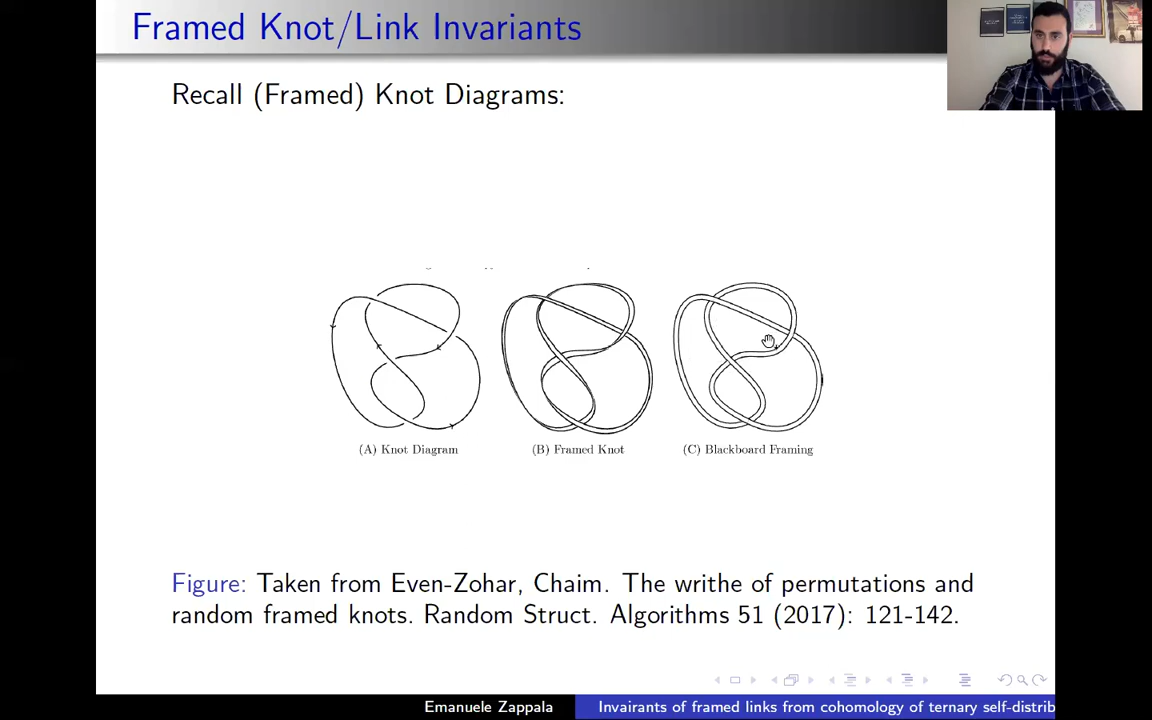 Framed Knot/Link Invariants
Recall (Framed) Knot Diagrams:
(A) Knot Diagram
(B) Framed Knot
(C) Blackboard Framing
Figure: Taken from Even-Zohar, Chaim. The writhe of permutations and
random framed knots. Random Struct. Algorithms 51 (2017): 121-142.
Emanuele Zappala
Invairants of framed links from cohomology of ternary self-distrib